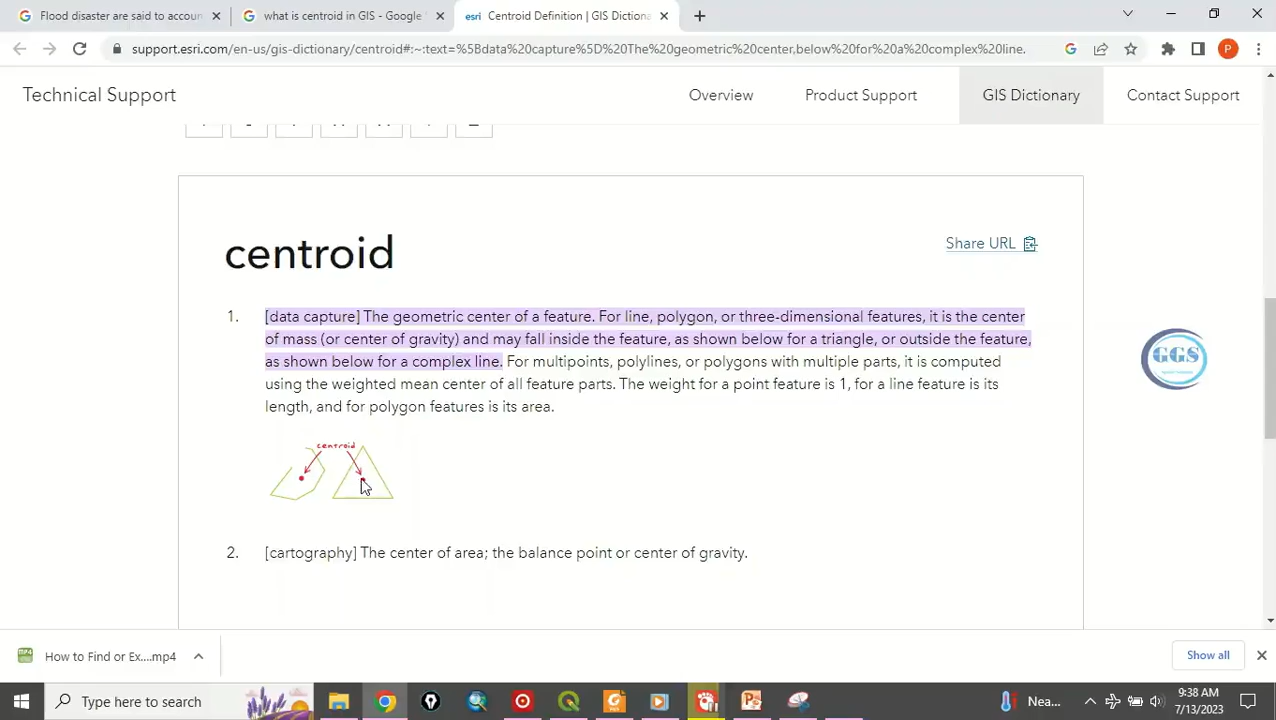 Flood disaster are said to accoun
what is centroid in GIS - Google
esri Centroid Definition | GIS Dictiona
support.esri.com/en-us/gis-dictionary/centroid#:~:text=%5Bdata%20capture%5D%20The%20geometric%20center,below%20for%20a%20complex%20line.
P
Technical Support
Overview
Product Support
GIS Dictionary
Contact Support
centroid
Share URL
1. [data capture] The geometric center of a feature. For line, polygon, or three-dimensional features, it is the center
of mass (or center of gravity) and may fall inside the feature, as shown below for a triangle, or outside the feature,
as shown below for a complex line. For multipoints, polylines, or polygons with multiple parts, it is computed
using the weighted mean center of all feature parts. The weight for a point feature is 1, for a line feature is its
length, and for polygon features is its area.
GGS
centroid
2. [cartography] The center of area; the balance point or center of gravity.
How to Find or Ex....mp4
Show all
Type here to search
Nea...
9:38 AM
7/13/2023